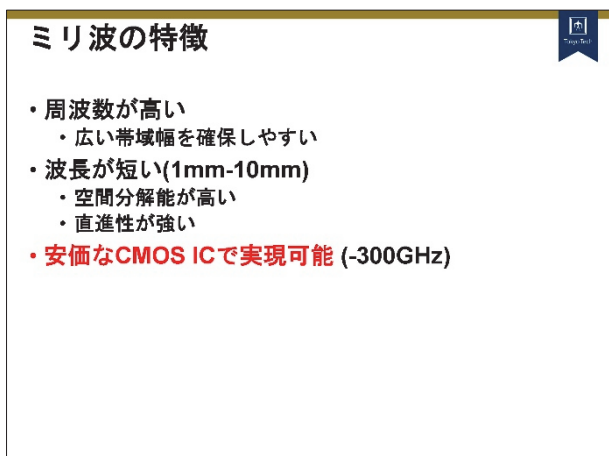 ミリ波の特徴
Tokyo Tech
・周波数が高い
・広い帯域幅を確保しやすい
・波長が短い(1mm-10mm)
・空間分解能が高い
・直進性が強い
・安価なCMOS ICで実現可能 (-300GHz)